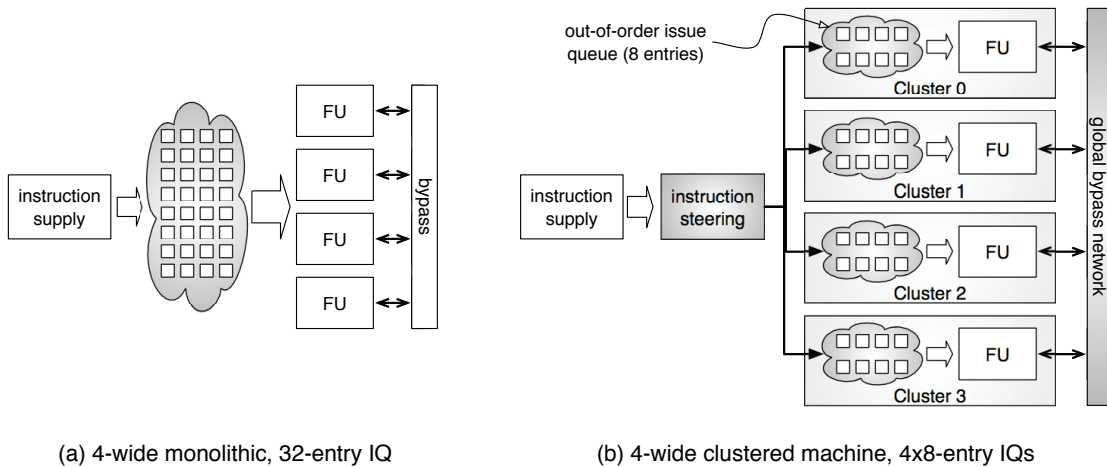 instruction
supply
FU
FU
FU
FU
bypass
(a) 4-wide monolithic, 32-entry IQ
out-of-order issue
queue (8 entries)
instruction
supply
instruction
steering
FU
Cluster 0
FU
Cluster 1
FU
Cluster 2
FU
Cluster 3
global bypass network
(b) 4-wide clustered machine, 4x8-entry IQs